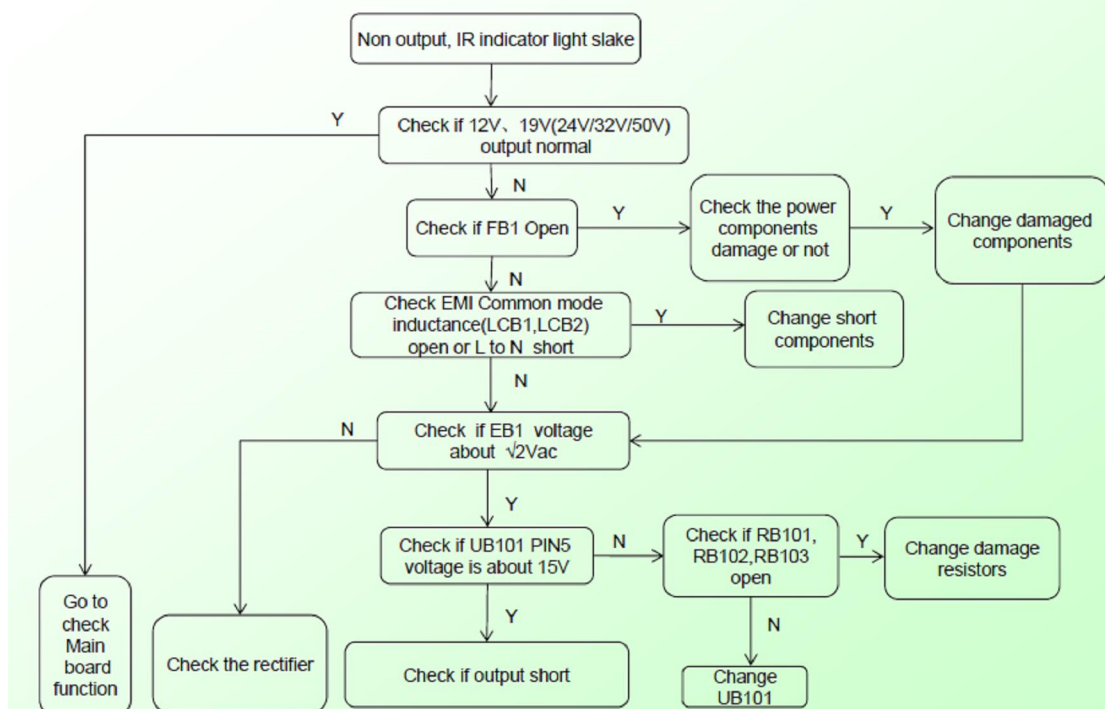 Non output, IR indicator light slake
Y
Check if 12V、19V(24V/32V/50V)
output normal
N
Check if FB1 Open
Y
Check the power
components
damage or not
Y
Change damaged
components
N
Check EMI Common mode
inductance(LCB1,LCB2)
open or L to N short
Y
Change short
components
N
N
Check if EB1 voltage
about √2Vac
Y
Check if UB101 PIN5
voltage is about 15V
N
Check if RB101,
RB102,RB103
open
Y
Change damage
resistors
Go to
check
Main
board
function
Check the rectifier
Y
Check if output short
N
Change
UB101